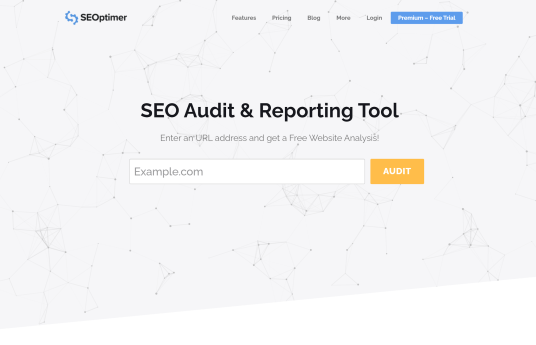 SEOptimer
Features Pricing Blog More Login Premium – Free Trial
SEO Audit & Reporting Tool
Enter an URL address and get a Free Website Analysis!
Example.com AUDIT